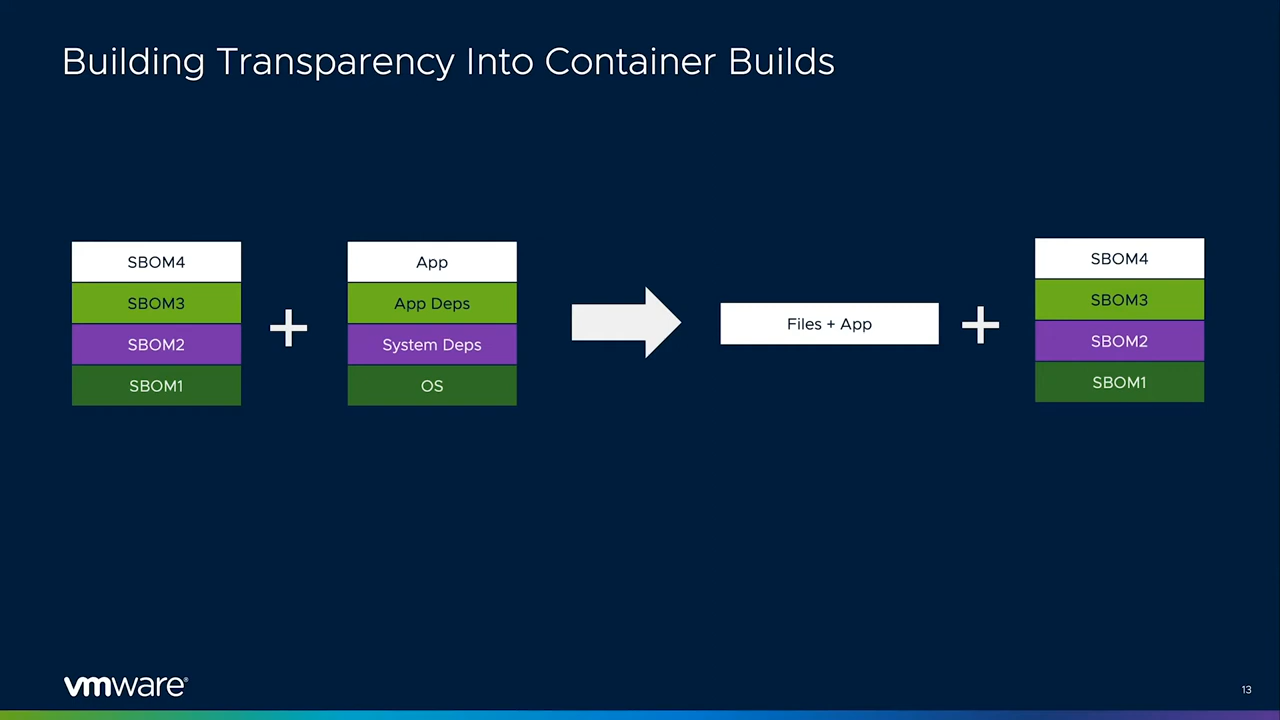 Building Transparency Into Container Builds
SBOM4
SBOM3
SBOM2
SBOM1
+
App
App Deps
System Deps
OS
Files + App
+
SBOM4
SBOM3
SBOM2
SBOM1
vmware®
13